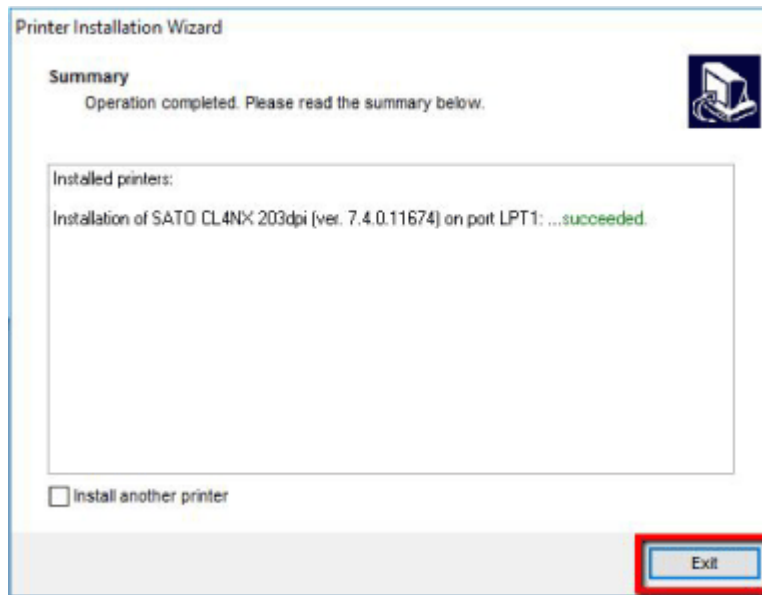 Printer Installation Wizard
Summary
Operation completed. Please read the summary below.
Installed printers:
Installation of SATO CL4NX 203dpi (ver. 7.4.0.11674) on port LPT1: ...succeeded.
Install another printer
Exit